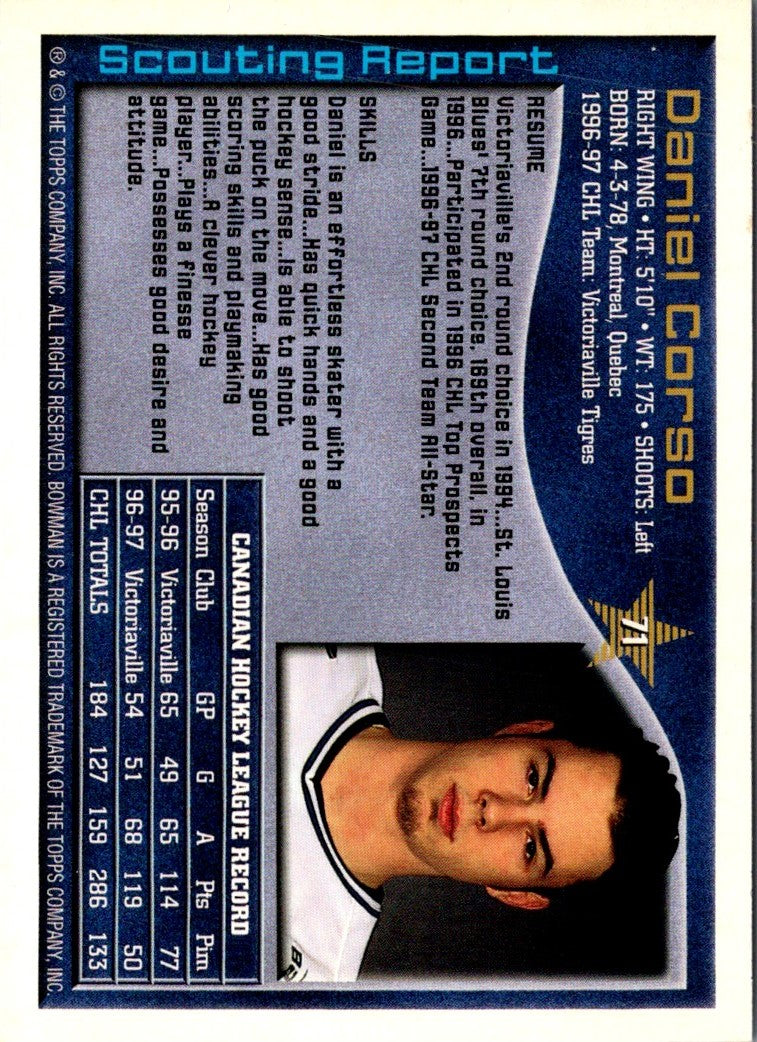 Daniel Corso
RIGHT WING • HT: 5'10" • WT: 175 • SHOOTS: Left
BORN: 4-3-78, Montreal, Quebec
1996-97 CHL Team: Victoriaville Tigres
71
RESUME
Victoriaville's 2nd round choice in 1994...St. Louis
Blues' 7th round choice, 169th overall, in
1996...Participated in 1996 CHL Top Prospects
Game...1996-97 CHL Second Team All-Star.
SKILLS
Daniel is an effortless skater with a
good stride...Has quick hands and a good
hockey sense...Is able to shoot
the puck on the move...Has good
scoring skills and playmaking
abilities...A clever hockey
player...Plays a finesse
game...Possesses good desire and
attitude.
CANADIAN HOCKEY LEAGUE RECORD
Season Club GP G A Pts Pim
95-96 Victoriaville 65 49 65 114 77
96-97 Victoriaville 54 51 68 119 50
CHL TOTALS 184 127 159 286 133
Scouting Report
® & © THE TOPPS COMPANY, INC. ALL RIGHTS RESERVED. BOWMAN IS A REGISTERED TRADEMARK OF THE TOPPS COMPANY, INC.